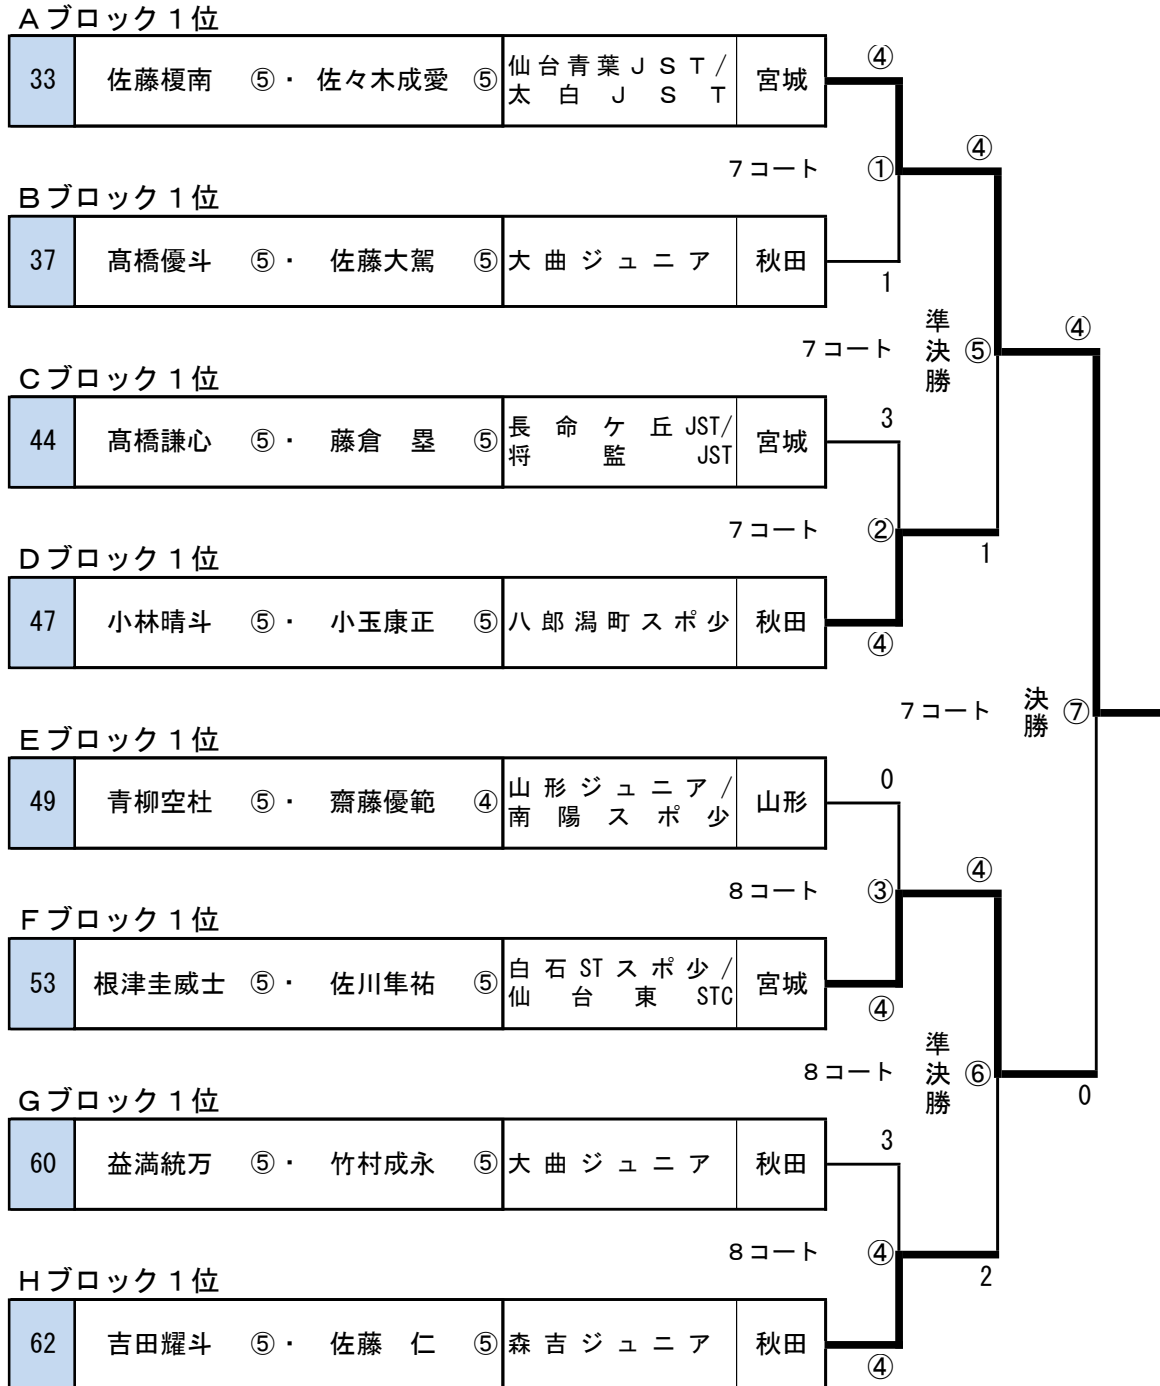 Aブロック1位
33 佐藤榎南 ⑤・ 佐々木成愛 ⑤ 仙台青葉JST/ 宮城 ④
太白JST
7コート ① ④
Bブロック1位
37 髙橋優斗 ⑤・ 佐藤大駕 ⑤ 大曲ジュニア 秋田
1
準決勝 ④
7コート ⑤
Cブロック1位
44 髙橋謙心 ⑤・ 藤倉 塁 ⑤ 長命ケ丘JST/ 宮城 3
将監JST
7コート ② 1
Dブロック1位
47 小林晴斗 ⑤・ 小玉康正 ⑤ 八郎潟町スポ少 秋田
④
7コート 決勝 ⑦
Eブロック1位
49 青柳空杜 ⑤・ 齋藤優範 ④ 山形ジュニア/ 山形 0
南陽スポ少
8コート ③ ④
Fブロック1位
53 根津圭威士 ⑤・ 佐川隼祐 ⑤ 白石STスポ少/ 宮城
仙台東STC
④
8コート 準決勝 ⑥ 0
Gブロック1位
60 益満統万 ⑤・ 竹村成永 ⑤ 大曲ジュニア 秋田 3
8コート ④ 2
Hブロック1位
62 吉田耀斗 ⑤・ 佐藤 仁 ⑤ 森吉ジュニア 秋田
④